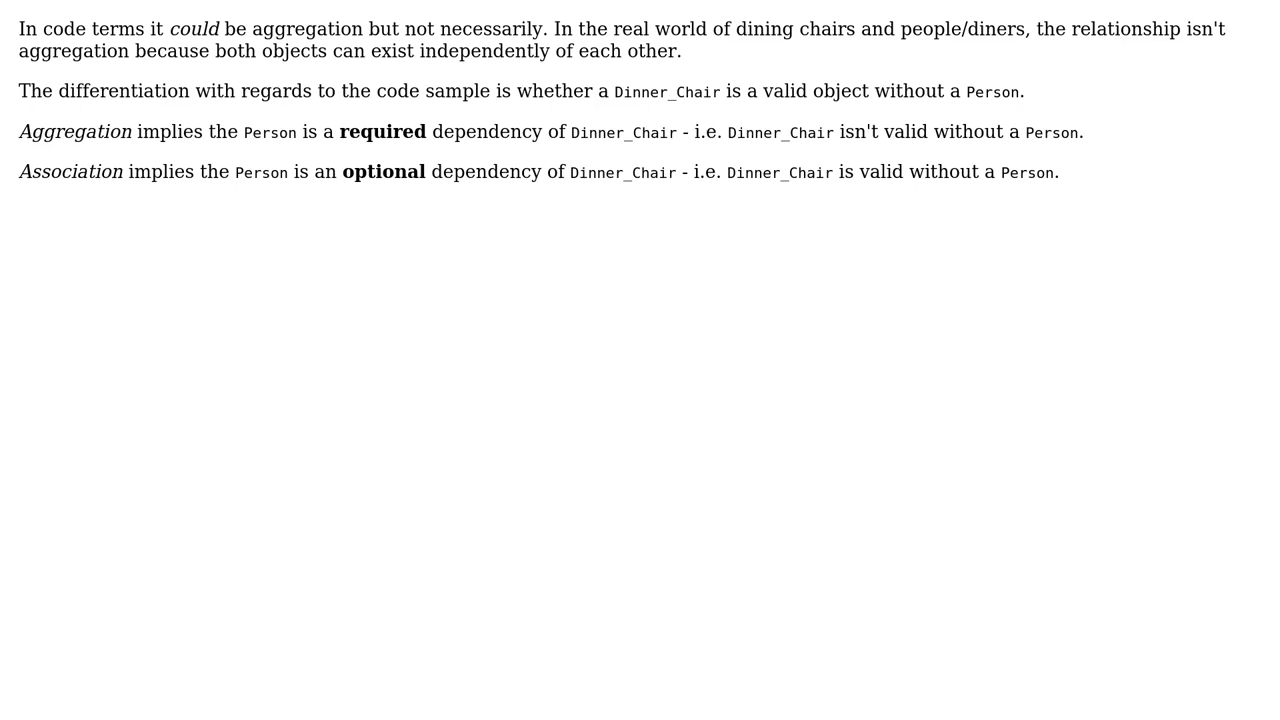 In code terms it could be aggregation but not necessarily. In the real world of dining chairs and people/diners, the relationship isn't
aggregation because both objects can exist independently of each other.
The differentiation with regards to the code sample is whether a Dinner_Chair is a valid object without a Person.
Aggregation implies the Person is a required dependency of Dinner_Chair - i.e. Dinner_Chair isn't valid without a Person.
Association implies the Person is an optional dependency of Dinner_Chair - i.e. Dinner_Chair is valid without a Person.